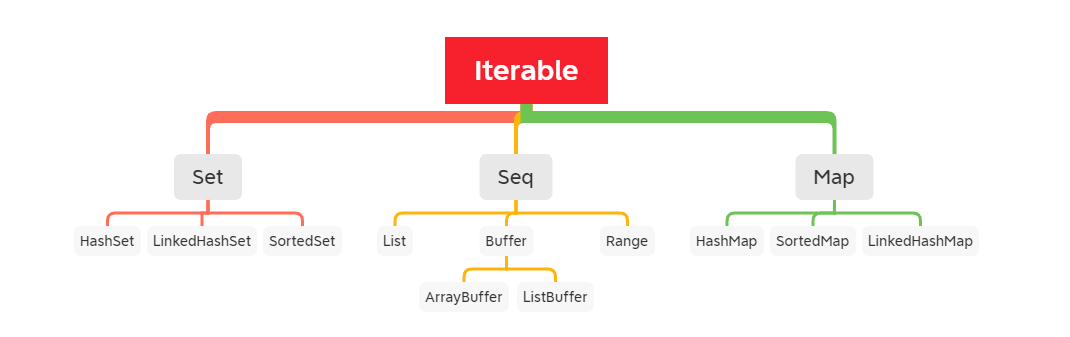 Iterable
Set
Seq
Map
HashSet
LinkedHashSet
SortedSet
List
Buffer
Range
HashMap
SortedMap
LinkedHashMap
ArrayBuffer
ListBuffer